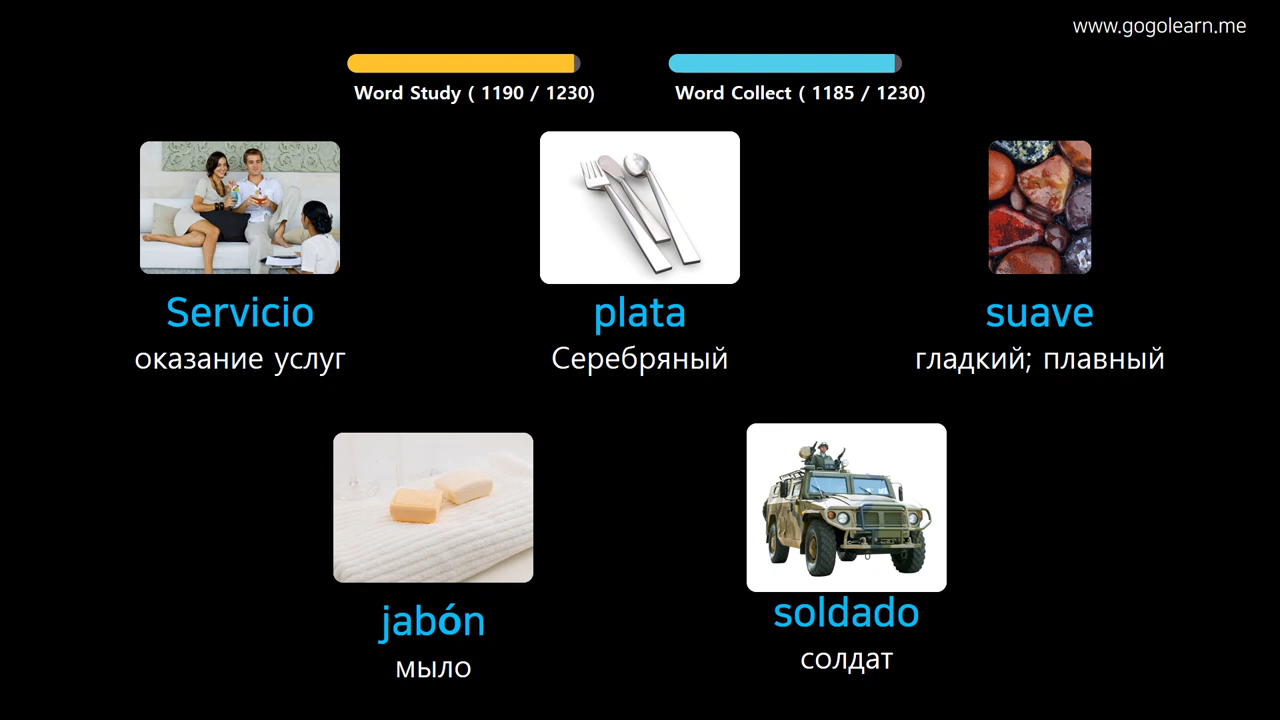 www.gogolearn.me
Word Study ( 1190 / 1230)
Word Collect ( 1185 / 1230)
Servicio
оказание услуг
plata
Серебряный
suave
гладкий; плавный
jabón
мыло
soldado
солдат